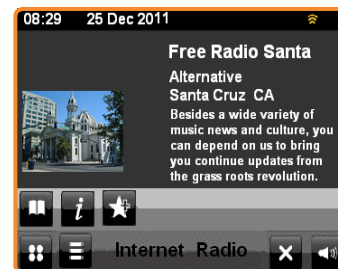 08:29 25 Dec 2011
Free Radio Santa
Alternative
Santa Cruz CA
Besides a wide variety of
music news and culture, you
can depend on us to bring
you continue updates from
the grass roots revolution.
i
Internet Radio